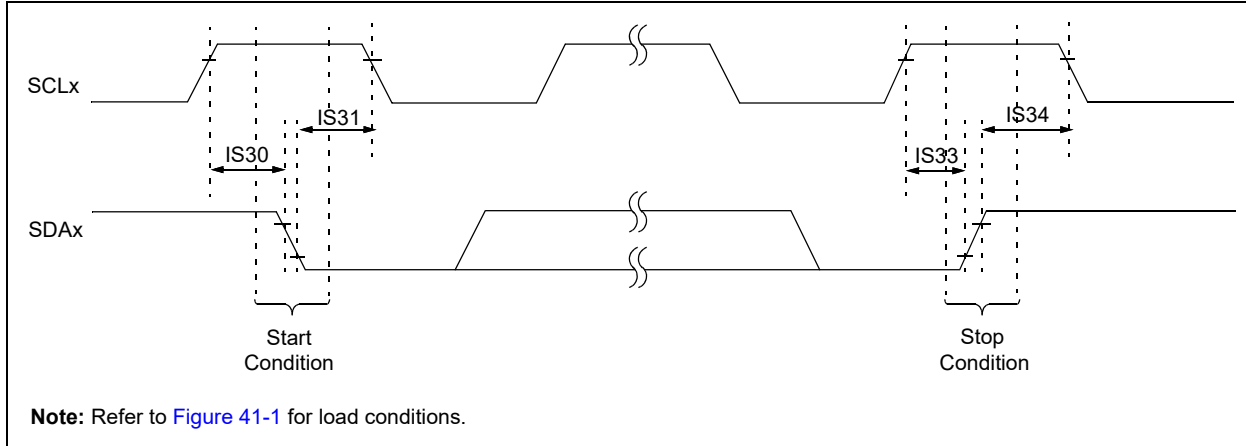 SCLx
IS31
IS34
IS30
IS33
SDAx
Start
Condition
Stop
Condition
Note: Refer to Figure 41-1 for load conditions.